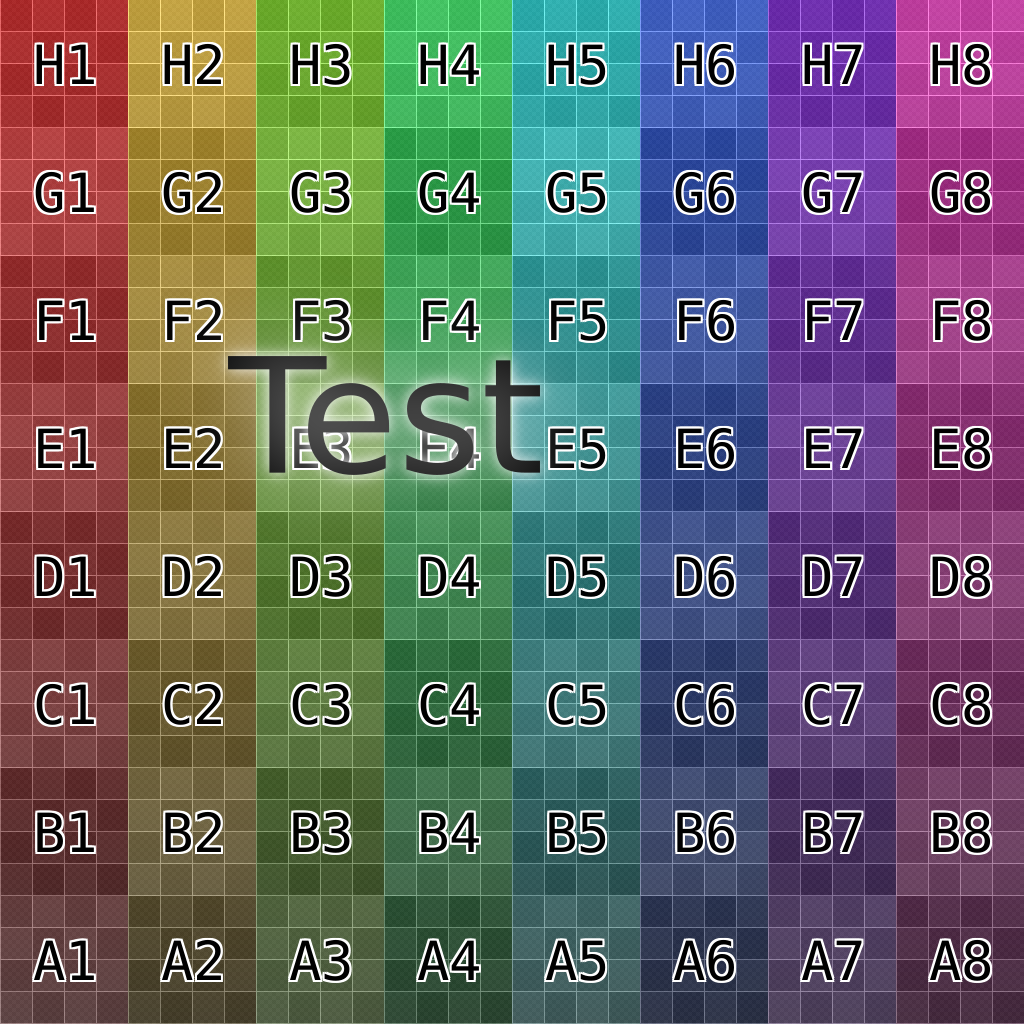 H1 H2 H3 H4 H5 H6 H7 H8
G1 G2 G3 G4 G5 G6 G7 G8
F1 F2 F3 F4 F5 F6 F7 F8
Test
E1 E2 E3 E4 E5 E6 E7 E8
D1 D2 D3 D4 D5 D6 D7 D8
C1 C2 C3 C4 C5 C6 C7 C8
B1 B2 B3 B4 B5 B6 B7 B8
A1 A2 A3 A4 A5 A6 A7 A8